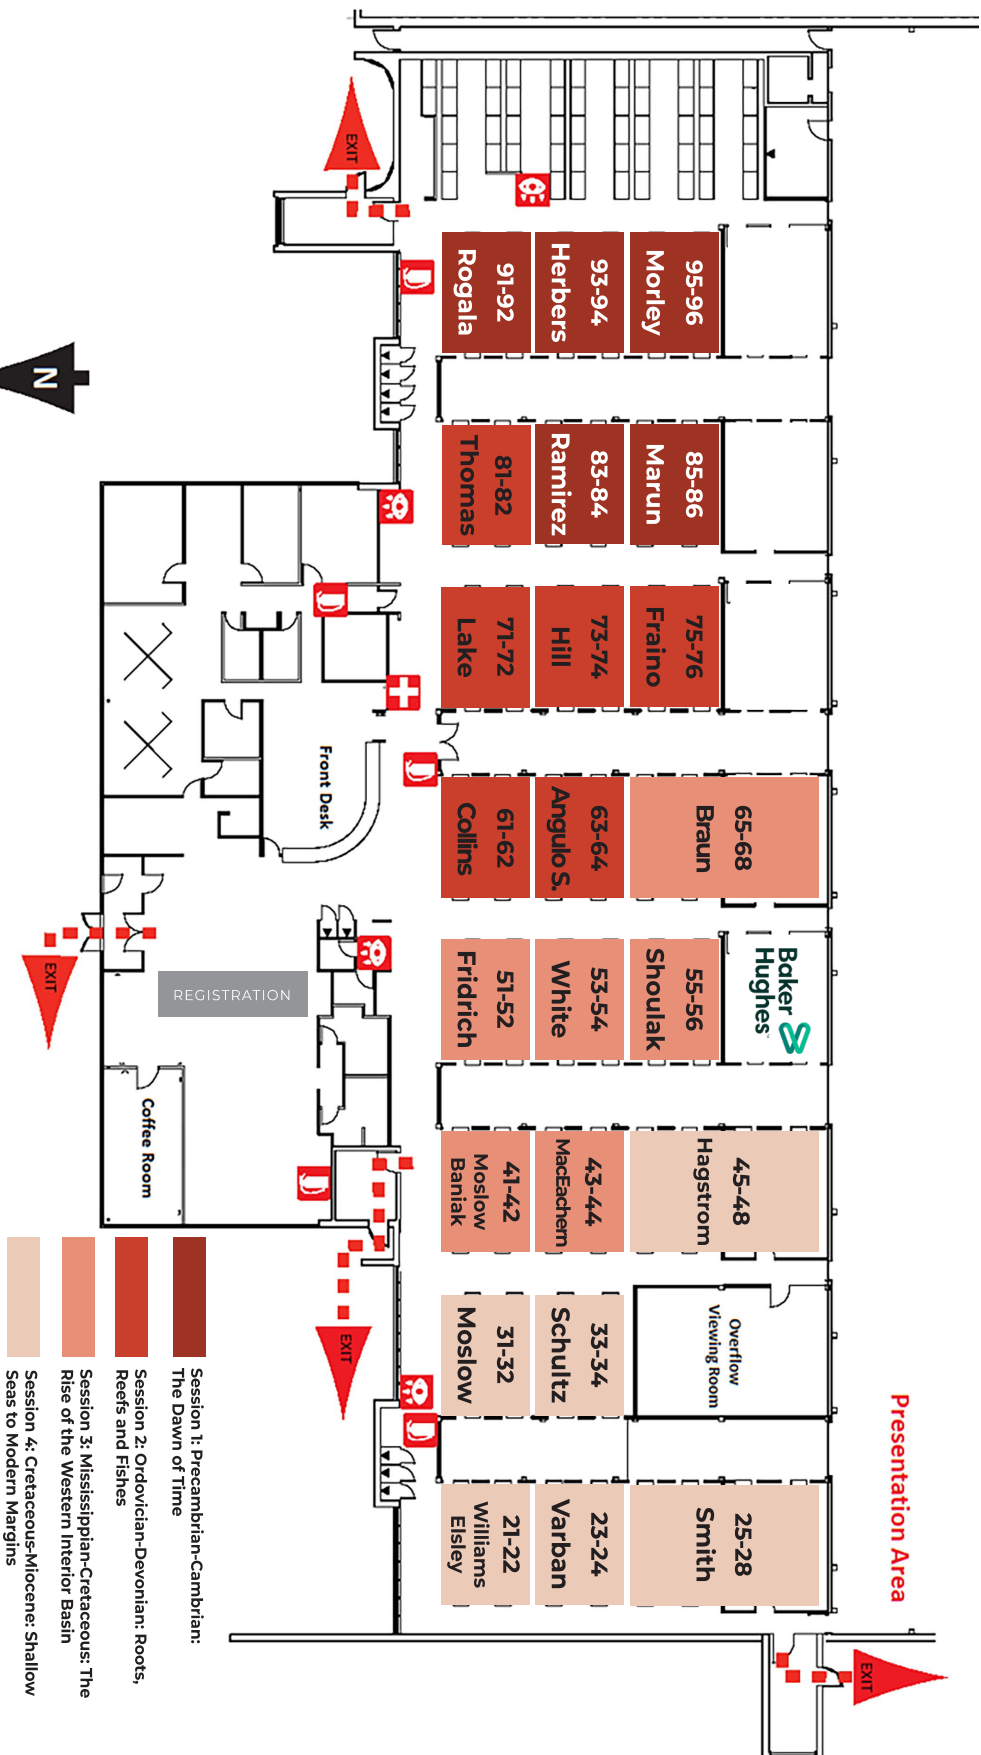 Presentation Area
EXIT
95-96
Morley
93-94
Herbers
91-92
Rogala
85-86
Marun
83-84
Ramirez
81-82
Thomas
75-76
Fraino
73-74
Hill
71-72
Lake
65-68
Braun
63-64
Angulo S.
61-62
Collins
Baker
Hughes
55-56
Shoulak
53-54
White
51-52
Fridrich
45-48
Hagstrom
43-44
MacEachern
41-42
Moslow
Baniak
Overflow
Viewing Room
33-34
Schultz
31-32
Moslow
25-28
Smith
23-24
Varban
21-22
Williams
Elsley
EXIT
N
Front Desk
EXIT
REGISTRATION
Coffee Room
EXIT
Session 1: Precambrian-Cambrian:
The Dawn of Time
Session 2: Ordovician-Devonian: Roots,
Reefs and Fishes
Session 3: Mississippian-Cretaceous: The
Rise of the Western Interior Basin
Session 4: Cretaceous-Miocene: Shallow
Seas to Modern Margins